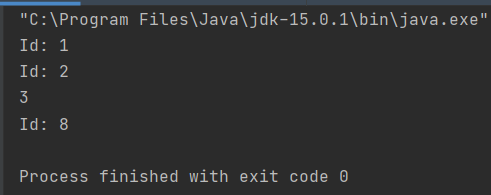 "C:\Program Files\Java\jdk-15.0.1\bin\java.exe"
Id: 1
Id: 2
3
Id: 8
Process finished with exit code 0